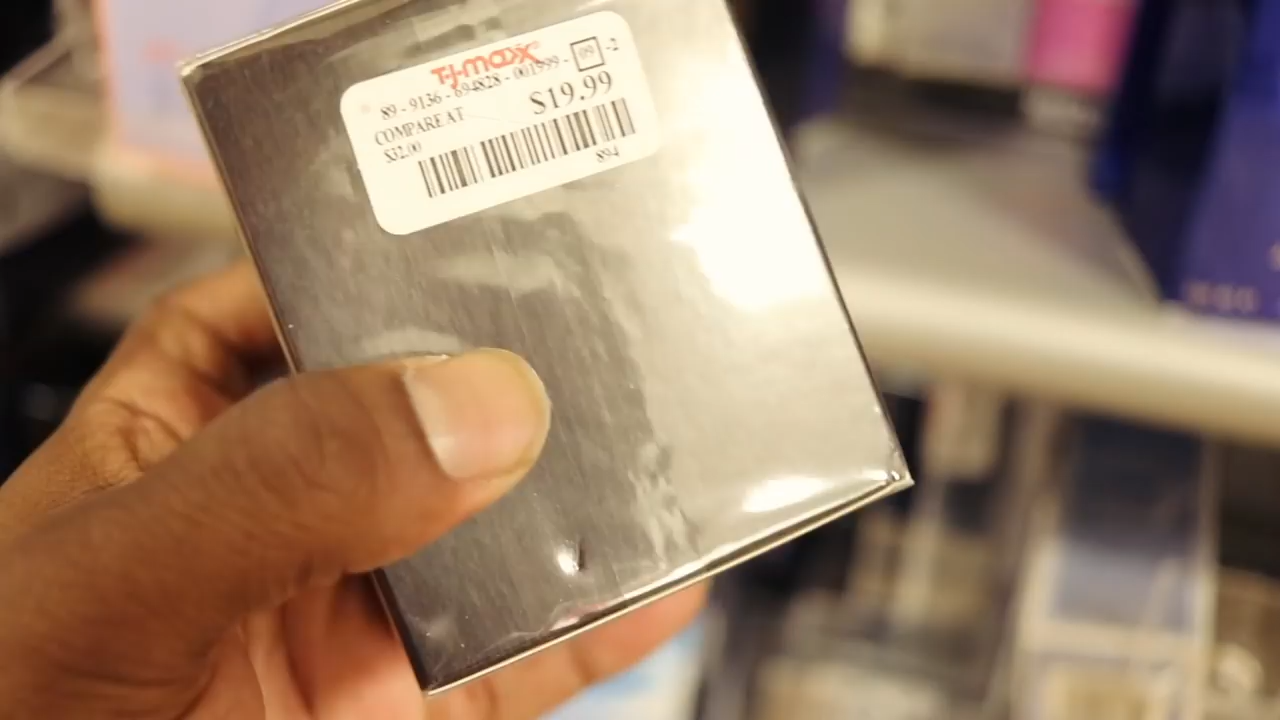 T·J·maxx®
89 - 9136 - 694828 - 001999 - 09 -2
COMPARE AT $19.99
$32.00
894